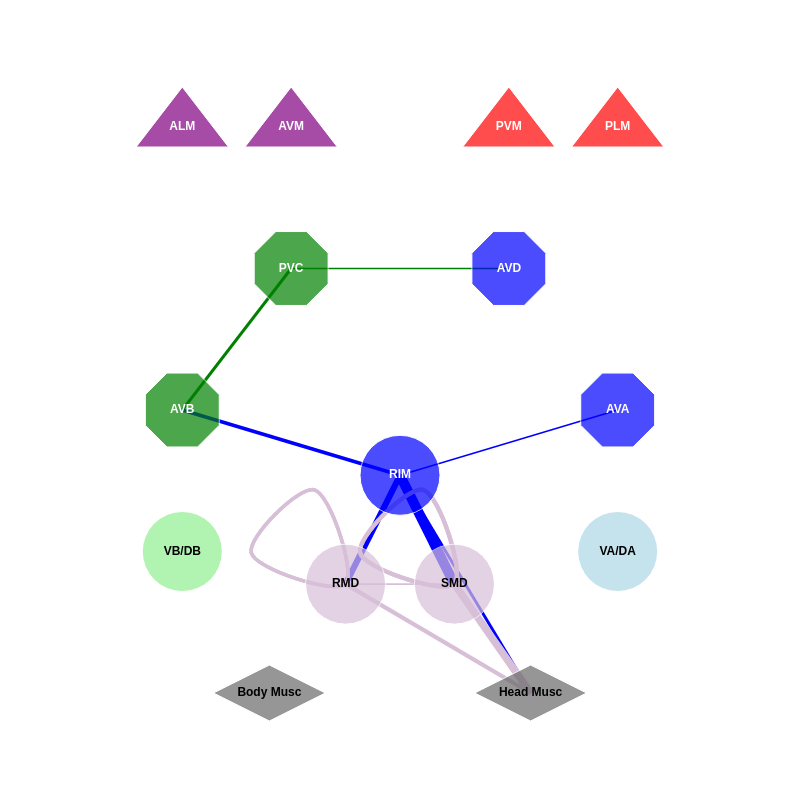 ALM
AVM
PVM
PLM
PVC
AVD
AVB
AVA
RIM
VB/DB
VA/DA
RMD
SMD
Body Musc
Head Musc